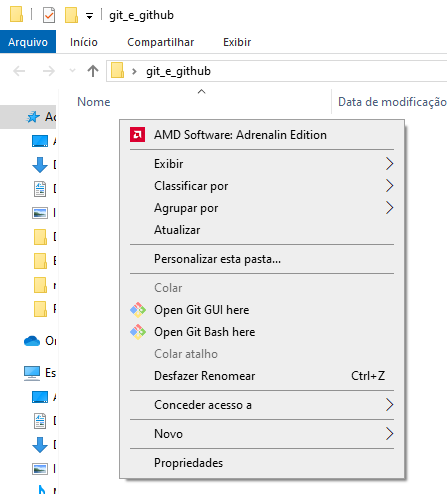 git_e_github
Arquivo Início Compartilhar Exibir
git_e_github
Nome Data de modificação
AMD Software: Adrenalin Edition
Exibir
Classificar por
Agrupar por
Atualizar
Personalizar esta pasta...
Colar
Open Git GUI here
Open Git Bash here
Colar atalho
Desfazer Renomear Ctrl+Z
Conceder acesso a
Novo
Propriedades